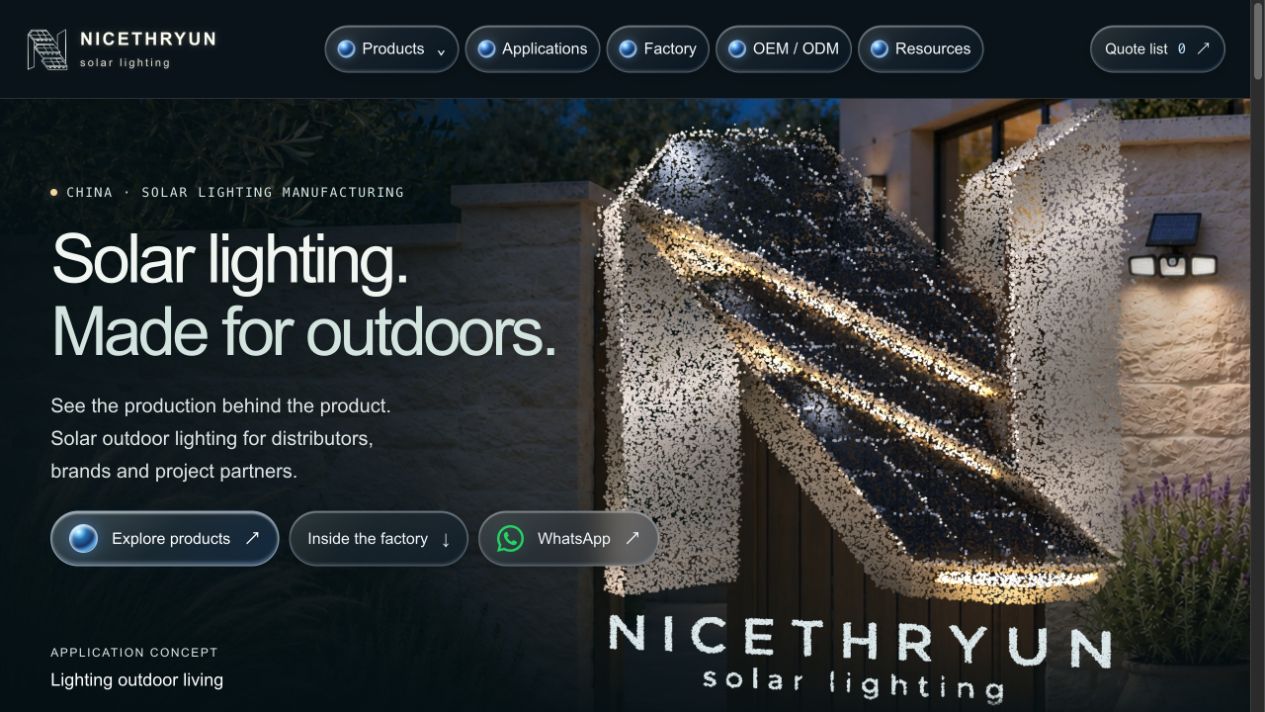 NICETHRYUN
solar lighting
Products
Applications
Factory
OEM / ODM
Resources
Quote list 0 ↗
CHINA · SOLAR LIGHTING MANUFACTURING
Solar lighting.
Made for outdoors.
See the production behind the product.
Solar outdoor lighting for distributors,
brands and project partners.
Explore products ↗
Inside the factory ↓
WhatsApp ↗
NICETHRYUN
solar lighting
APPLICATION CONCEPT
Lighting outdoor living